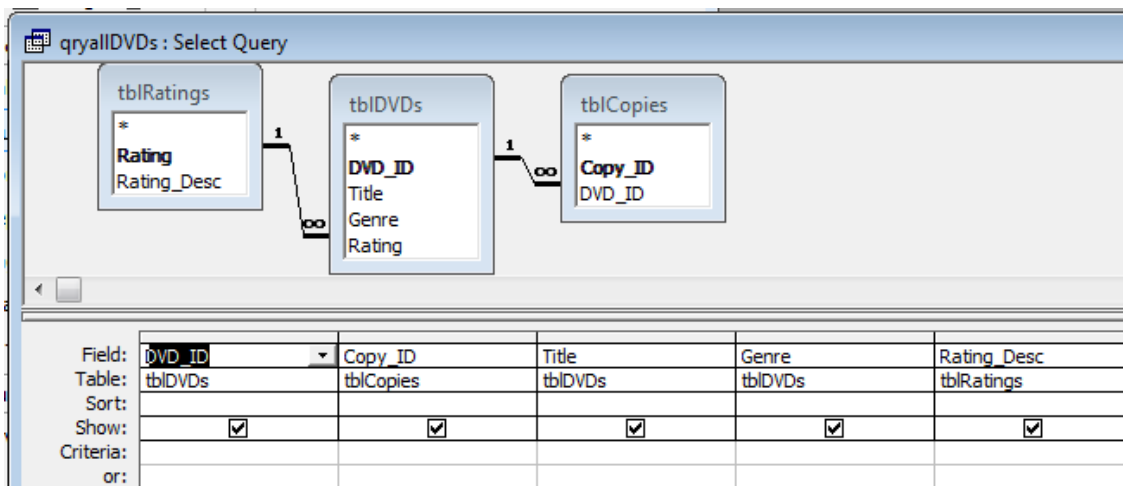 qryallDVDs : Select Query
tblRatings
*
Rating
Rating_Desc
1
∞
tblDVDs
*
DVD_ID
Title
Genre
Rating
1
∞
tblCopies
*
Copy_ID
DVD_ID
Field: DVD_ID Copy_ID Title Genre Rating_Desc
Table: tblDVDs tblCopies tblDVDs tblDVDs tblRatings
Sort:
Show:
Criteria:
or: